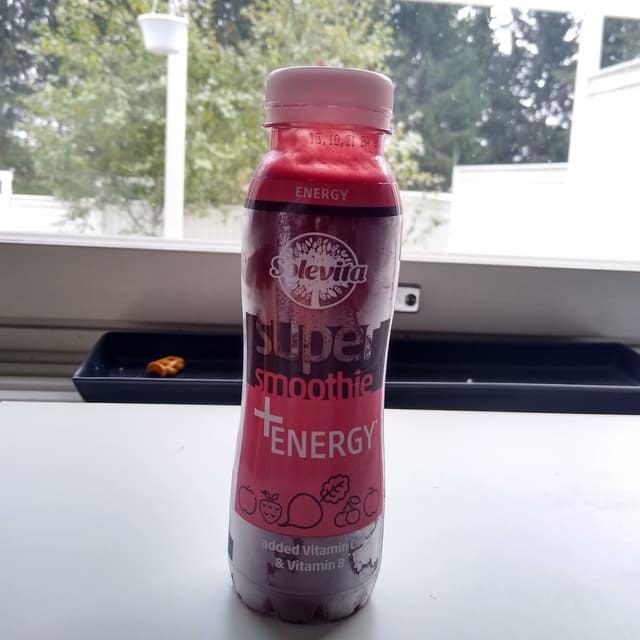 13.10.21
ENERGY
Solevita
super
smoothie
+ENERGY
added Vitamin
& Vitamin B